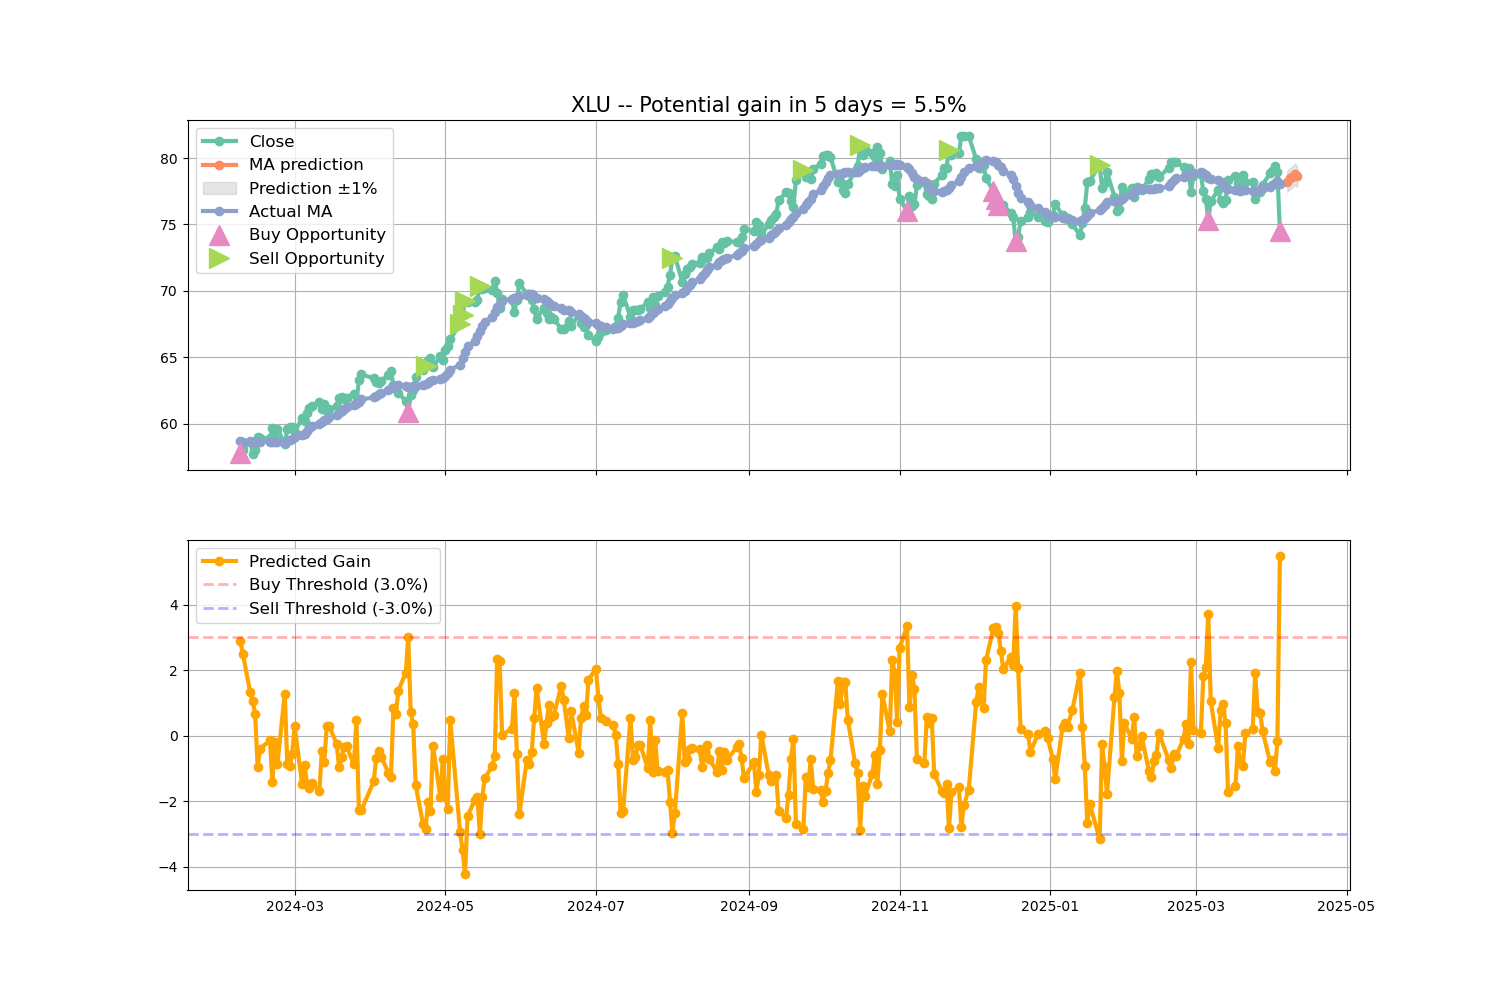 XLU -- Potential gain in 5 days = 5.5%
Close
MA prediction
Prediction ±1%
Actual MA
Buy Opportunity
Sell Opportunity
80
75
70
65
60
Predicted Gain
Buy Threshold (3.0%)
Sell Threshold (-3.0%)
4
2
0
−2
−4
2024-03
2024-05
2024-07
2024-09
2024-11
2025-01
2025-03
2025-05